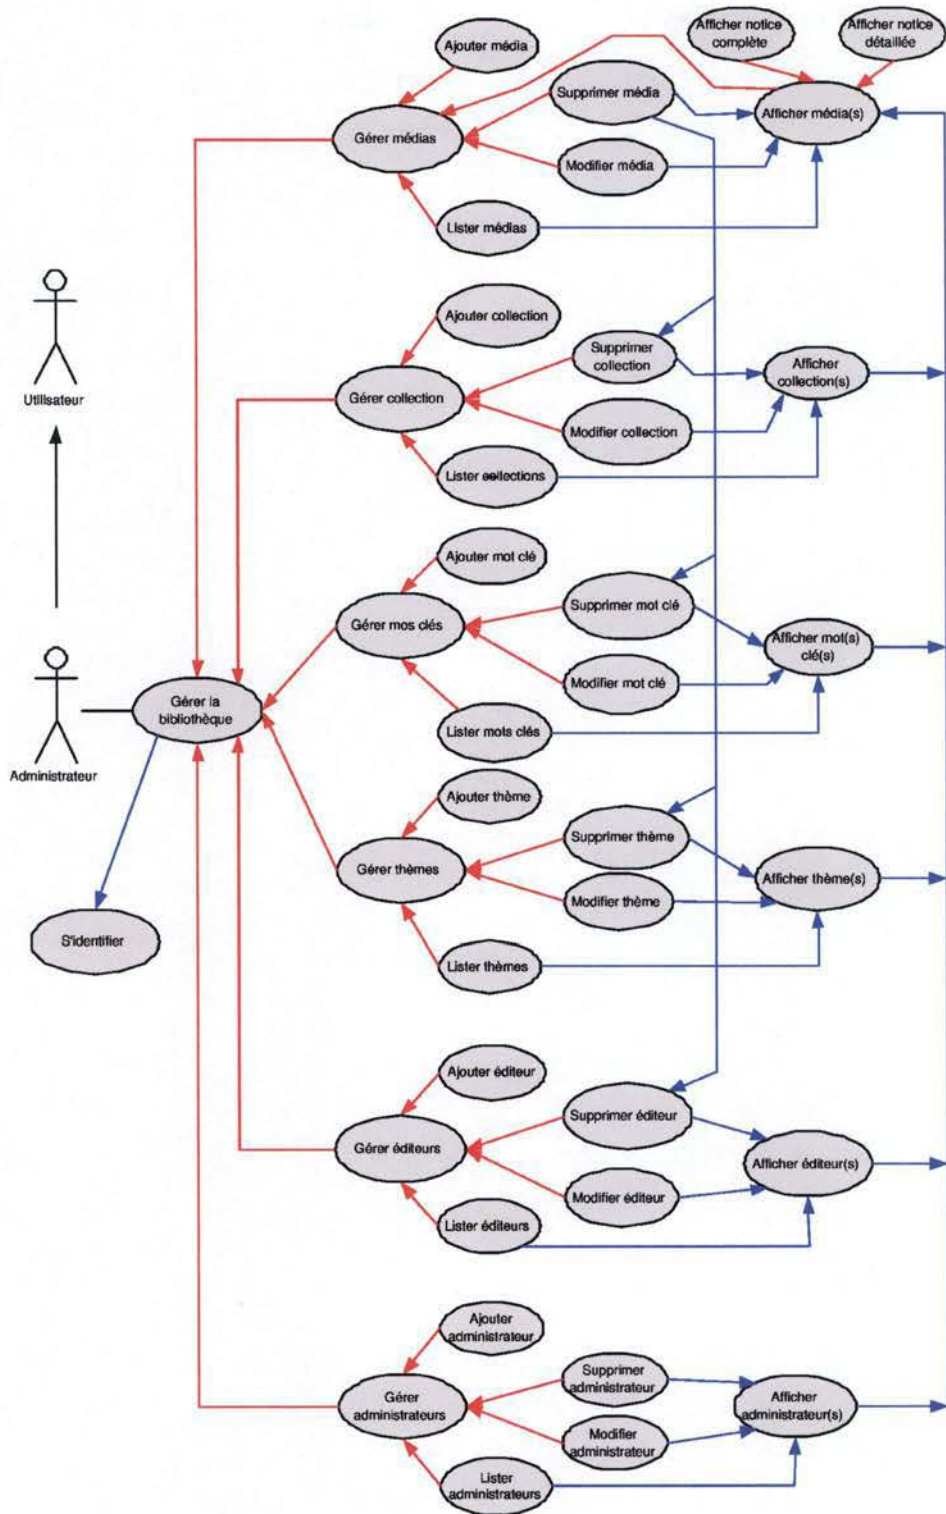 Afficher notice
complète
Afficher notice
détaillée
Ajouter média
Supprimer média
Afficher média(s)
Gérer médias
Modifier média
Lister médias
Ajouter collection
Supprimer
collection
Afficher
collection(s)
Utilisateur
Gérer collection
Modifier collection
Lister collections
Ajouter mot clé
Supprimer mot clé
Gérer mos clés
Afficher mot(s)
clé(s)
Modifier mot clé
Gérer la
bibliothèque
Lister mots clés
Administrateur
Ajouter thème
Supprimer thème
Gérer thèmes
Afficher thème(s)
Modifier thème
S'identifier
Lister thèmes
Ajouter éditeur
Supprimer éditeur
Gérer éditeurs
Afficher éditeur(s)
Modifier éditeur
Lister éditeurs
Ajouter
administrateur
Supprimer
administrateur
Gérer
administrateurs
Afficher
administrateur(s)
Modifier
administrateur
Lister
administrateurs